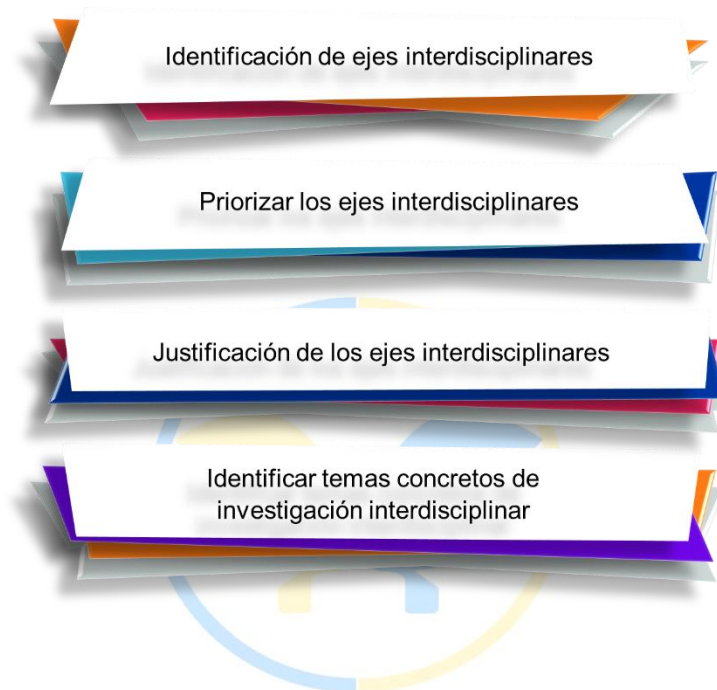 Identificación de ejes interdisciplinares
Priorizar los ejes interdisciplinares
Justificación de los ejes interdisciplinares
Identificar temas concretos de
investigación interdisciplinar